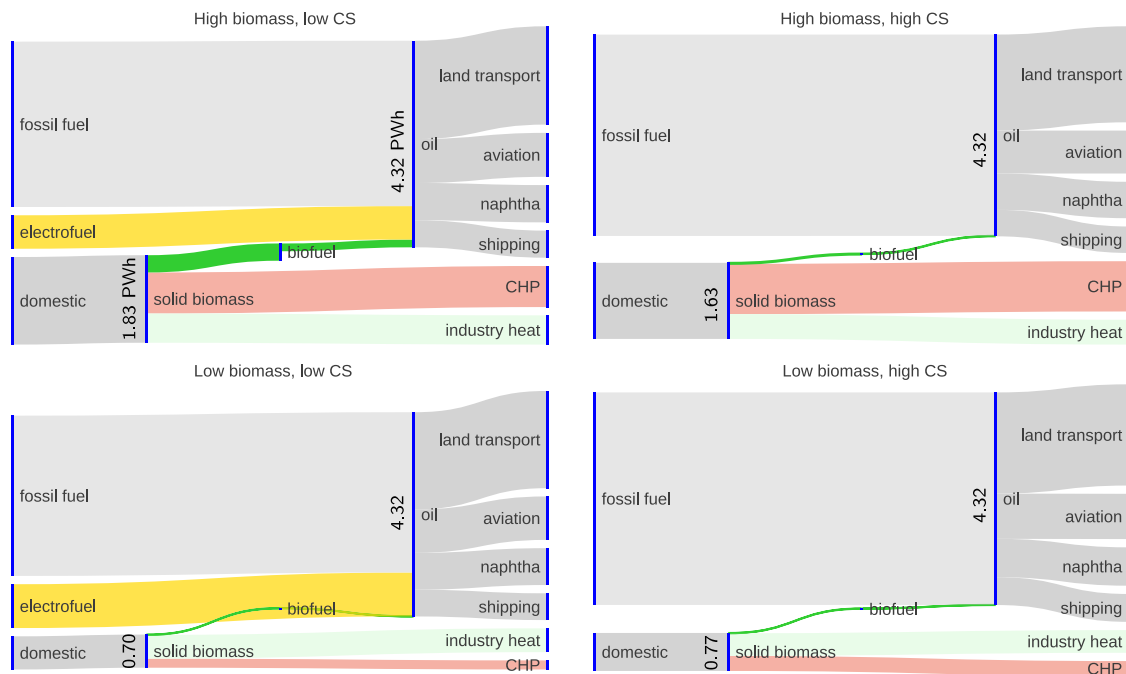 High biomass, low CS
land transport
fossil fuel
4.32 PWh
oil
aviation
naphtha
electrofuel
shipping
biofuel
domestic
1.83 PWh
solid biomass
CHP
industry heat
High biomass, high CS
land transport
fossil fuel
4.32
oil
aviation
naphtha
shipping
biofuel
domestic
1.63
solid biomass
CHP
industry heat
Low biomass, low CS
land transport
fossil fuel
4.32
oil
aviation
naphtha
electrofuel
biofuel
shipping
domestic
0.70
solid biomass
industry heat
CHP
Low biomass, high CS
land transport
fossil fuel
4.32
oil
aviation
naphtha
biofuel
shipping
domestic
0.77
solid biomass
industry heat
CHP